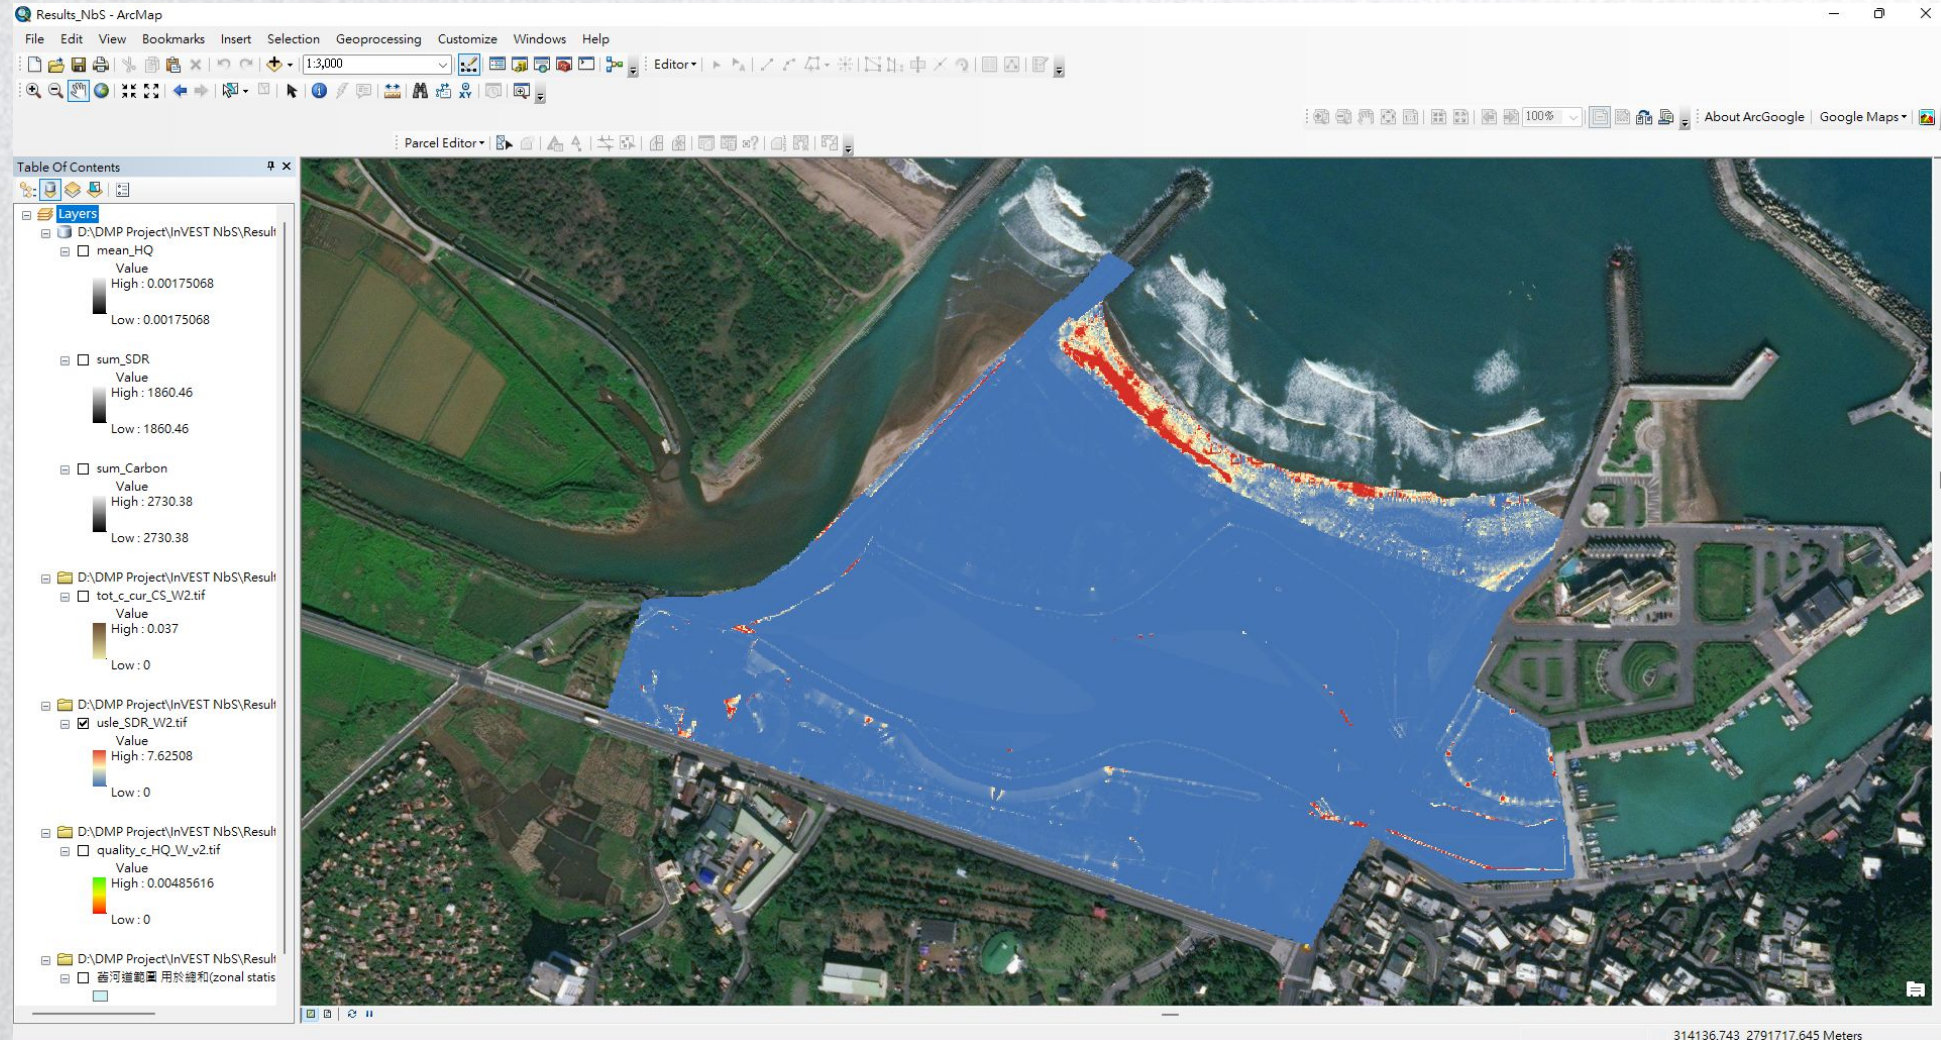 Results_NbS - ArcMap
File Edit View Bookmarks Insert Selection Geoprocessing Customize Windows Help
1:3,000
Editor
100%
About ArcGoogle
Google Maps
Parcel Editor
Table Of Contents
Layers
D:\DMP Project\InVEST NbS\Result
mean_HQ
Value
High : 0.00175068
Low : 0.00175068
sum_SDR
Value
High : 1860.46
Low : 1860.46
sum_Carbon
Value
High : 2730.38
Low : 2730.38
D:\DMP Project\InVEST NbS\Result
tot_c_cur_CS_W2.tif
Value
High : 0.037
Low : 0
D:\DMP Project\InVEST NbS\Result
usle_SDR_W2.tif
Value
High : 7.62508
Low : 0
D:\DMP Project\InVEST NbS\Result
quality_c_HQ_W_v2.tif
Value
High : 0.00485616
Low : 0
D:\DMP Project\InVEST NbS\Result
舊河道範圍 用於總和(zonal statis
314136.743 2791717.645 Meters